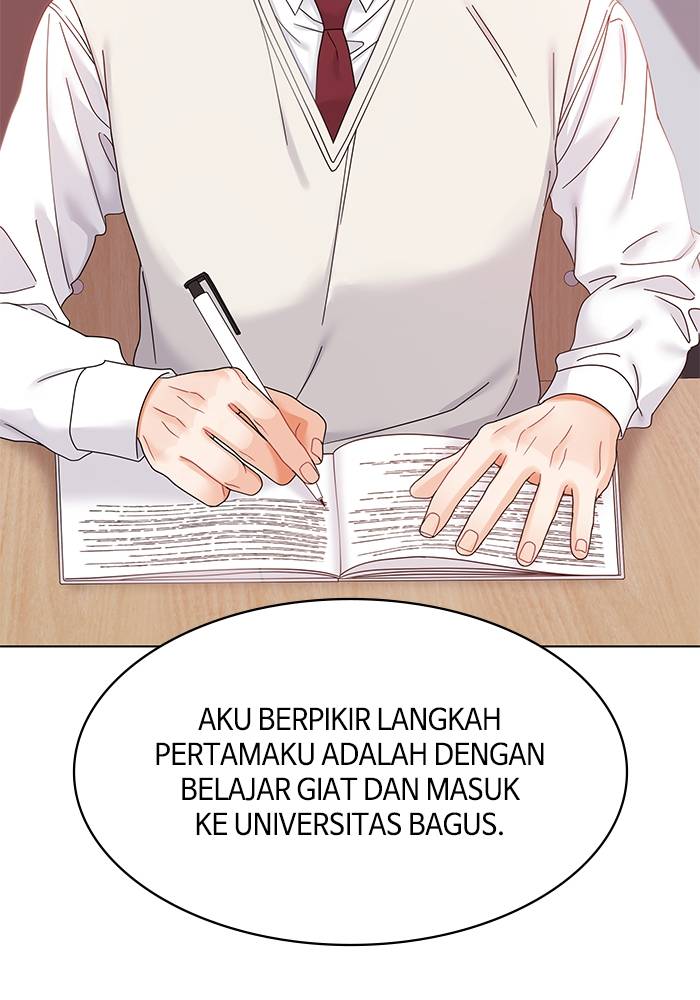 AKU BERPIKIR LANGKAH
PERTAMAKU ADALAH DENGAN
BELAJAR GIAT DAN MASUK
KE UNIVERSITAS BAGUS.